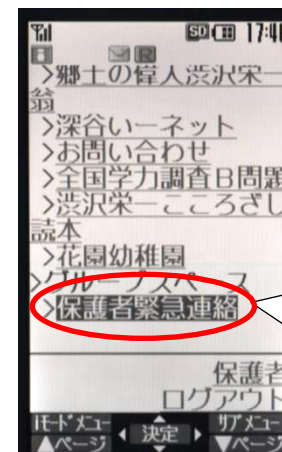 SD 17:4
R
>郷土の偉人渋沢栄一
翁
>深谷いーネット
>お問い合わせ
>全国学力調査B問題
>渋沢栄一こころざし
読本
>花園幼稚園
>グループスペース
>保護者緊急連絡
保護者
ログアウト
iモードメニュー 決定 サブメニュー
▲ページ ▼ページ